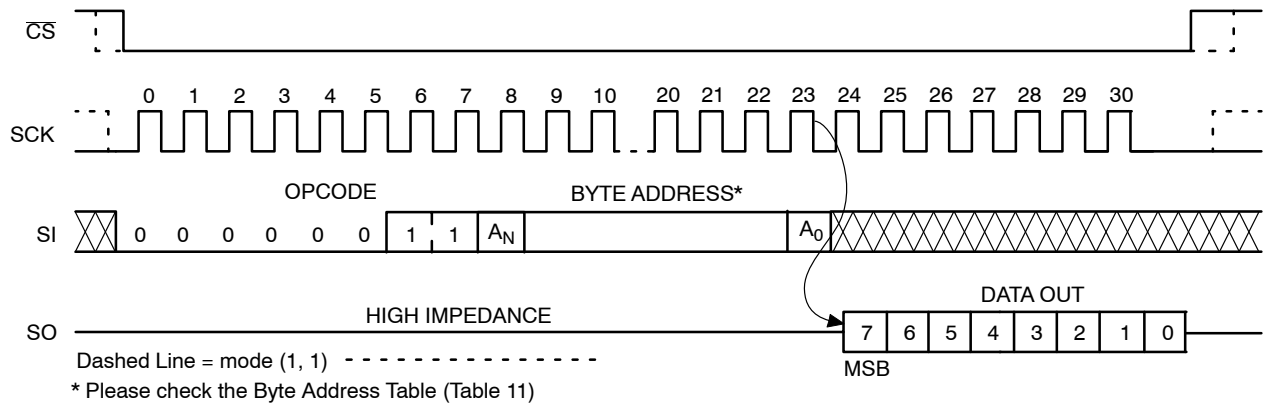 CS
0 1 2 3 4 5 6 7 8 9 10 20 21 22 23 24 25 26 27 28 29 30
SCK
OPCODE BYTE ADDRESS*
SI 0 0 0 0 0 0 1 1 AN A0
DATA OUT
HIGH IMPEDANCE
SO 7 6 5 4 3 2 1 0
Dashed Line = mode (1, 1)
MSB
* Please check the Byte Address Table (Table 11)